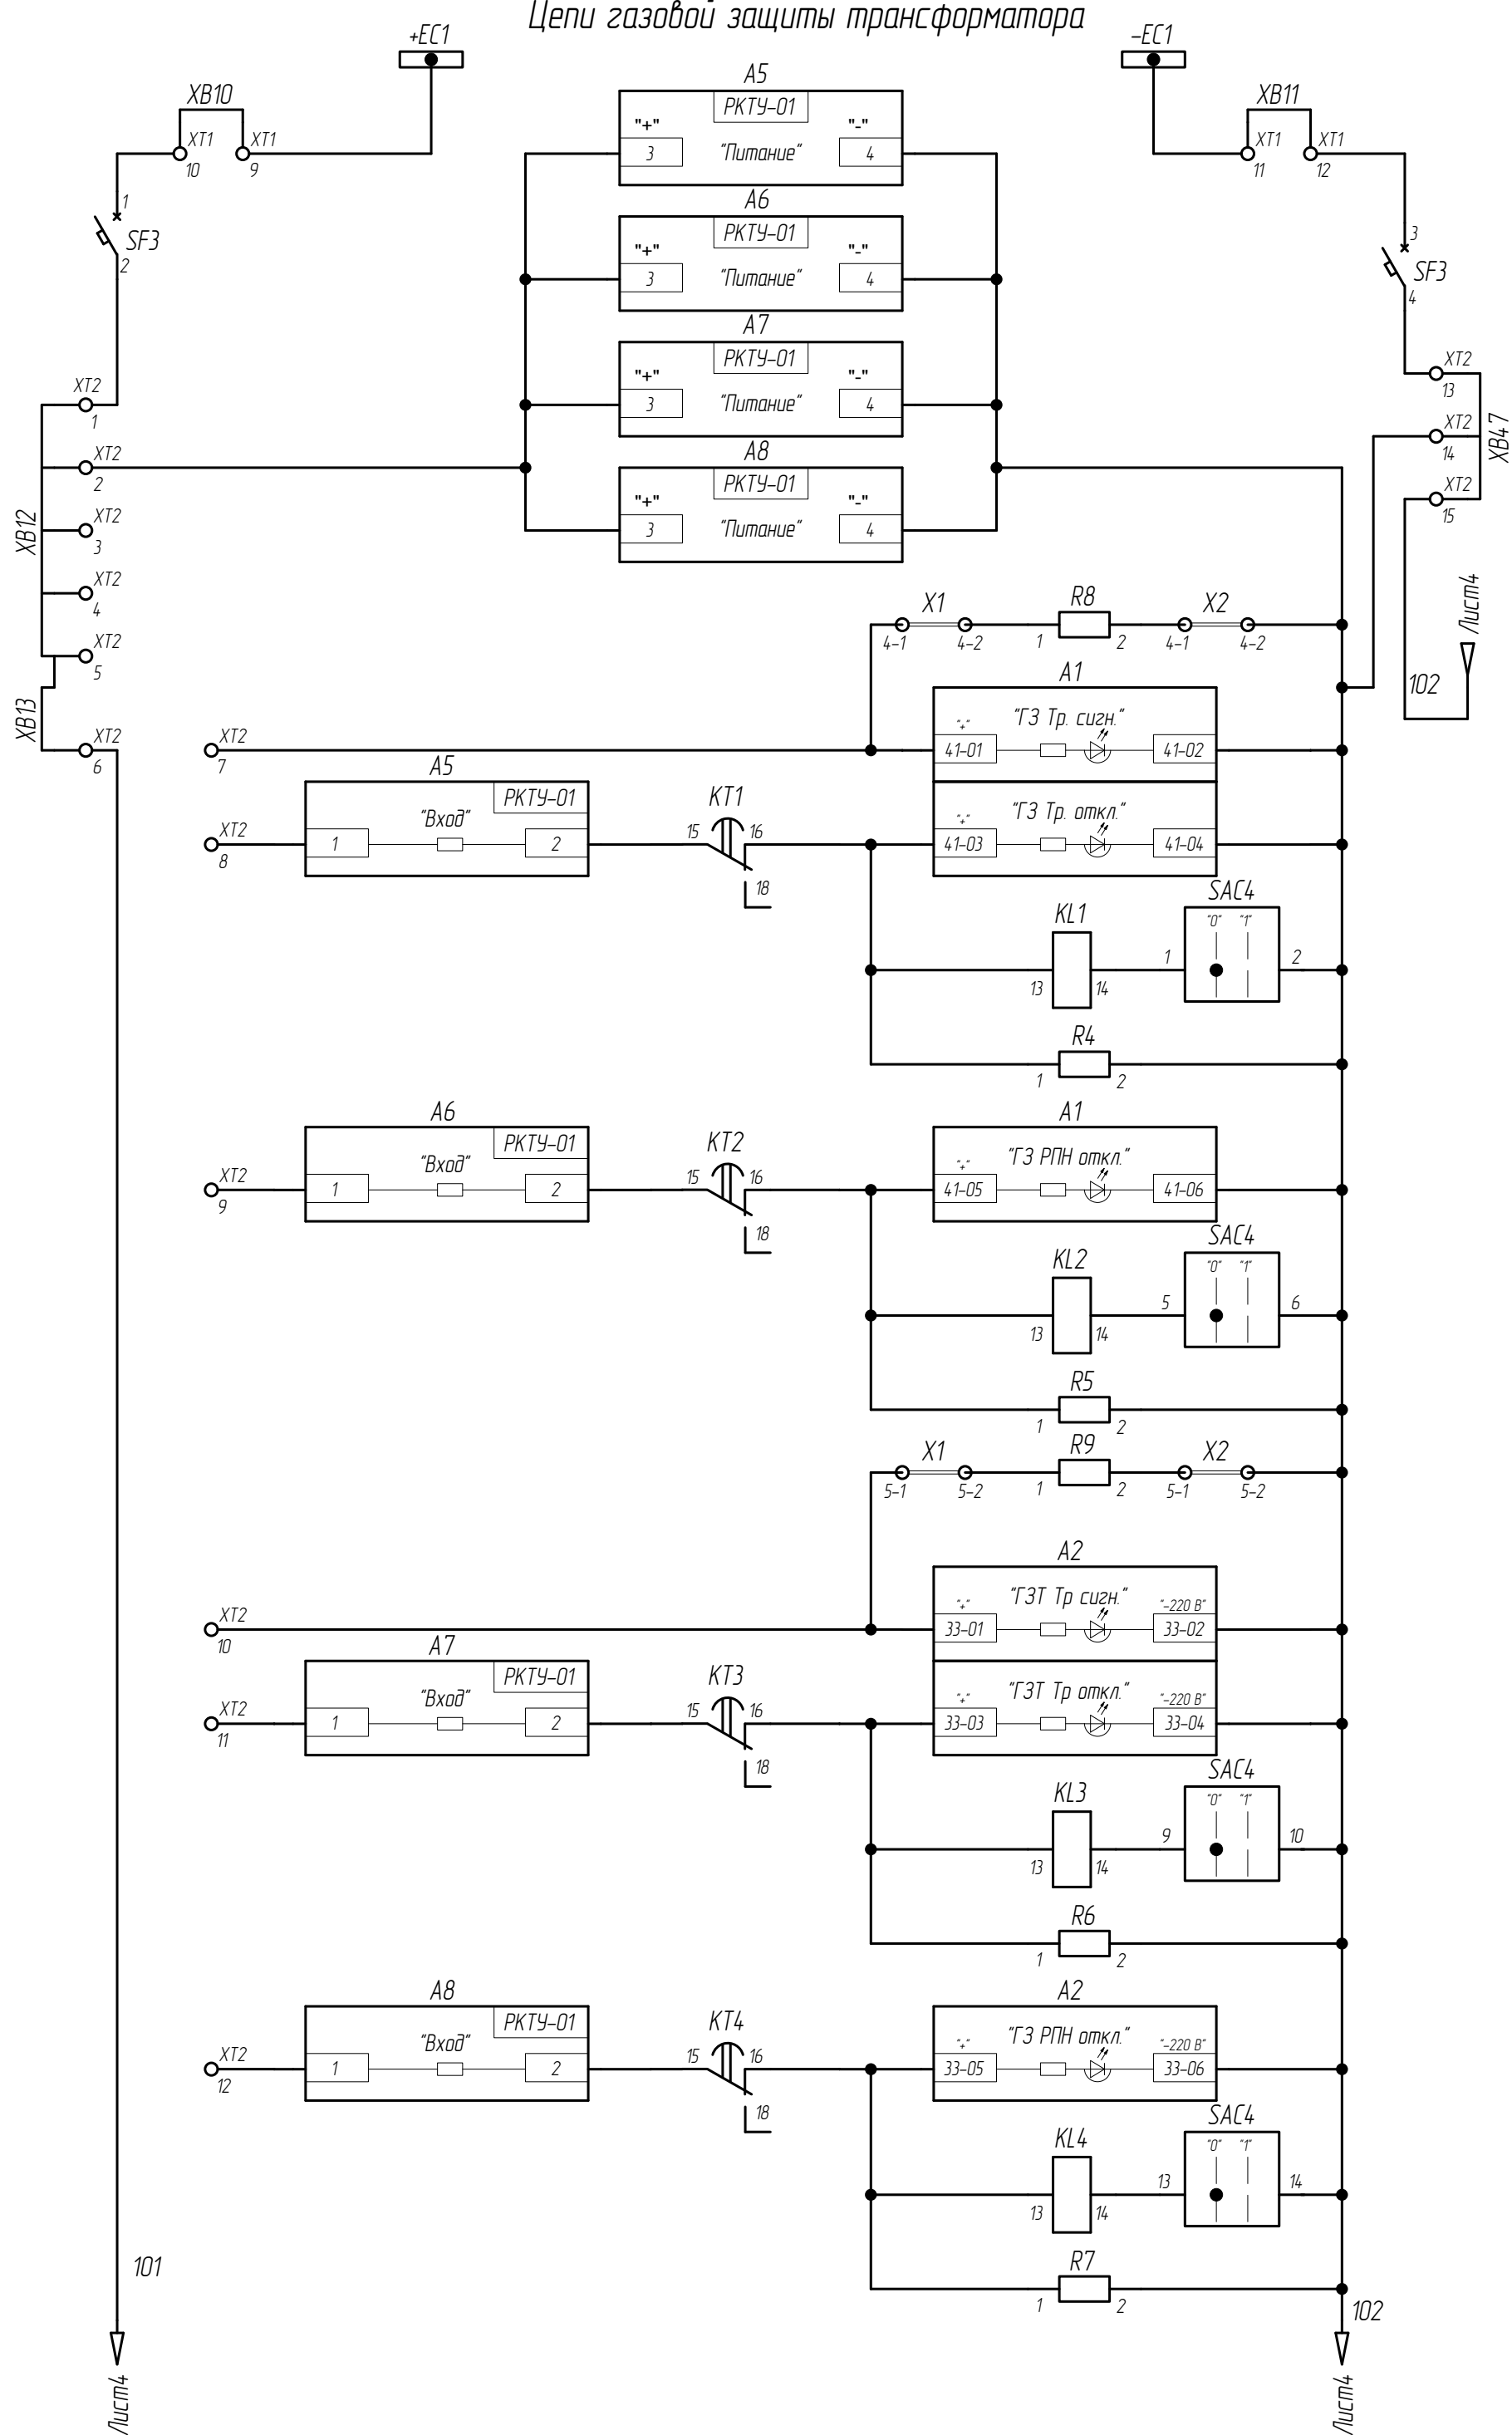 Цепи газовой защиты трансформатора
+EC1
-EC1
XB10
XT1 XT1
10 9
XB11
XT1 XT1
11 12
1
SF3
2
3
SF3
4
A5
РКТУ-01
"+" "-"
3 "Питание" 4
A6
РКТУ-01
"+" "-"
3 "Питание" 4
A7
РКТУ-01
"+" "-"
3 "Питание" 4
A8
РКТУ-01
"+" "-"
3 "Питание" 4
XT2
1
XT2
2
XT2
3
XT2
4
XT2
5
XT2
6
XB12
XB13
XT2
13
XT2
14
XT2
15
XB47
Лист4
102
X1 R8 X2
4-1 4-2 1 2 4-1 4-2
A1
"+" "ГЗ Тр. сигн."
41-01 41-02
XT2
7
A5
РКТУ-01
"Вход"
1 2
XT2
8
KT1
15 16
18
"+" "ГЗ Тр. откл."
41-03 41-04
KL1
13 14
SAC4
"0" "1"
1 2
R4
1 2
A6
РКТУ-01
"Вход"
1 2
XT2
9
KT2
15 16
18
A1
"+" "ГЗ РПН откл."
41-05 41-06
KL2
13 14
SAC4
"0" "1"
5 6
R5
1 2
X1 R9 X2
5-1 5-2 1 2 5-1 5-2
A2
"+" "ГЗТ Тр сигн." "-220 В"
33-01 33-02
XT2
10
A7
РКТУ-01
"Вход"
1 2
XT2
11
KT3
15 16
18
"+" "ГЗТ Тр откл." "-220 В"
33-03 33-04
KL3
13 14
SAC4
"0" "1"
9 10
R6
1 2
A8
РКТУ-01
"Вход"
1 2
XT2
12
KT4
15 16
18
A2
"+" "ГЗ РПН откл." "-220 В"
33-05 33-06
KL4
13 14
SAC4
"0" "1"
13 14
R7
1 2
101
102
Лист4
Лист4